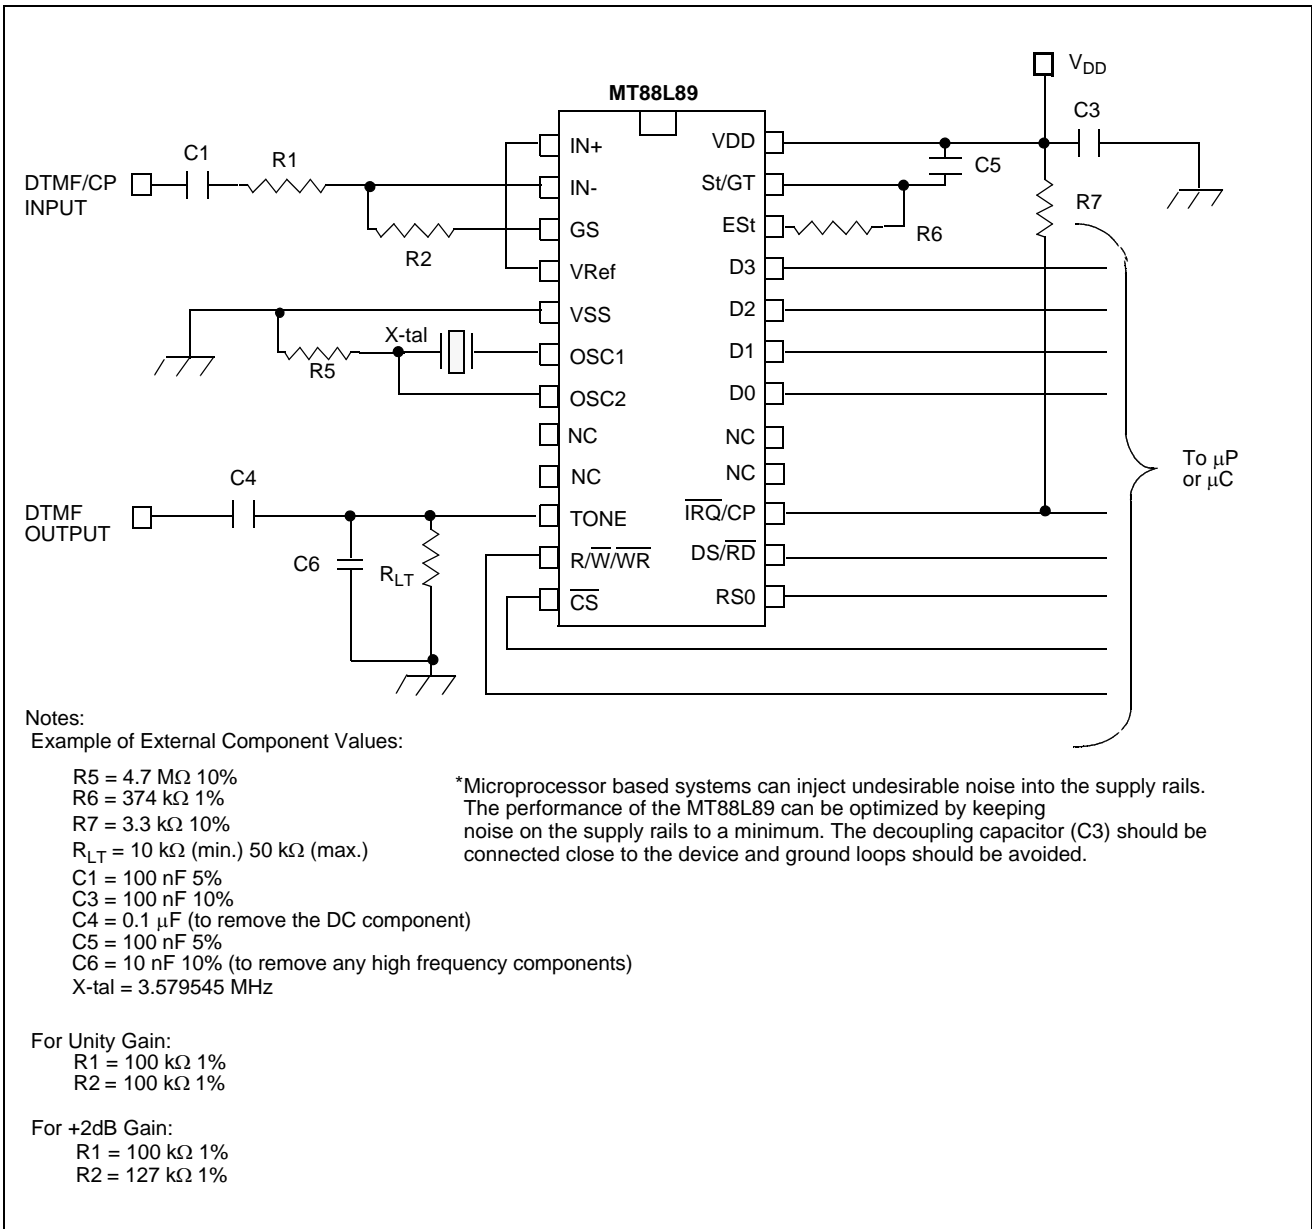 MT88L89
VDD
C3
C1
R1
DTMF/CP
INPUT
R2
IN+
IN-
GS
VRef
VSS
OSC1
OSC2
NC
NC
TONE
R/W/WR
CS
VDD
St/GT
ESt
D3
D2
D1
D0
NC
NC
IRQ/CP
DS/RD
RS0
C5
R6
R7
X-tal
R5
To μP
or μC
C4
DTMF
OUTPUT
C6
RLT
Notes:
Example of External Component Values:
R5 = 4.7 MΩ 10%
R6 = 374 kΩ 1%
R7 = 3.3 kΩ 10%
RLT = 10 kΩ (min.) 50 kΩ (max.)
C1 = 100 nF 5%
C3 = 100 nF 10%
C4 = 0.1 μF (to remove the DC component)
C5 = 100 nF 5%
C6 = 10 nF 10% (to remove any high frequency components)
X-tal = 3.579545 MHz
*Microprocessor based systems can inject undesirable noise into the supply rails.
The performance of the MT88L89 can be optimized by keeping
noise on the supply rails to a minimum. The decoupling capacitor (C3) should be
connected close to the device and ground loops should be avoided.
For Unity Gain:
R1 = 100 kΩ 1%
R2 = 100 kΩ 1%
For +2dB Gain:
R1 = 100 kΩ 1%
R2 = 127 kΩ 1%